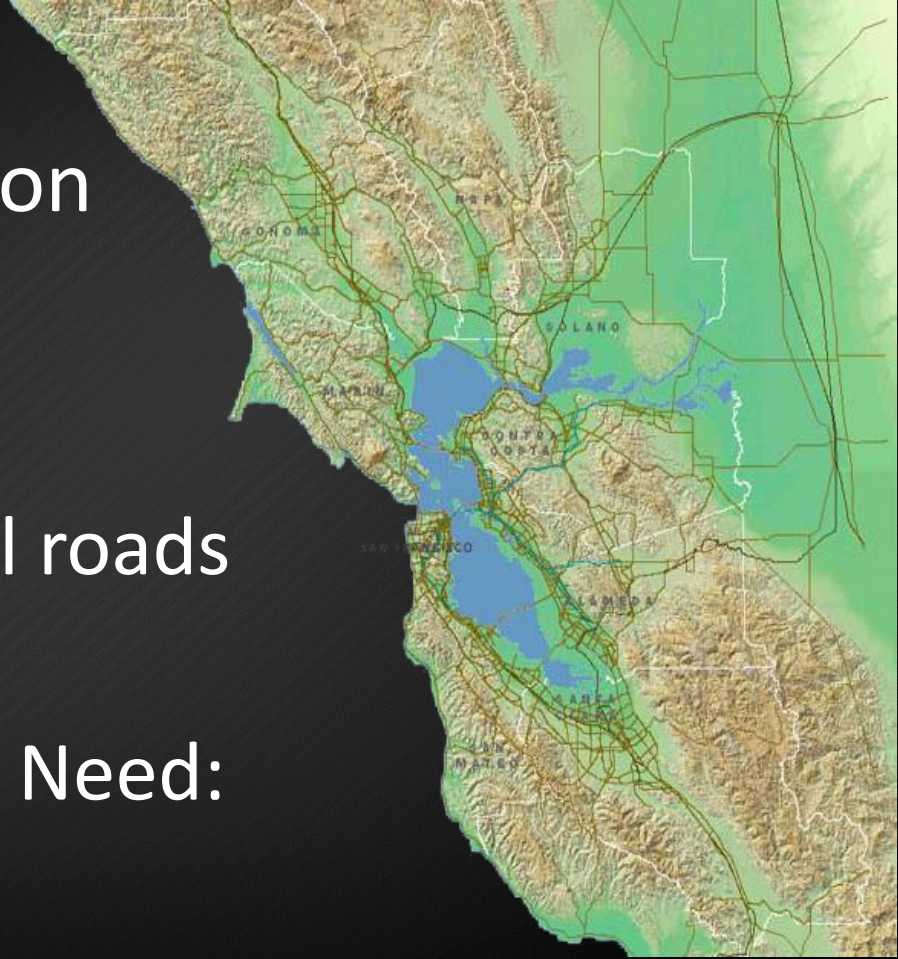 on
NAPA
SONOMA
SOLANO
MARIN
CONTRA
COSTA
l roads
SAN FRANCISCO
ALAMEDA
SANTA
CLARA
Need:
SAN
MATEO